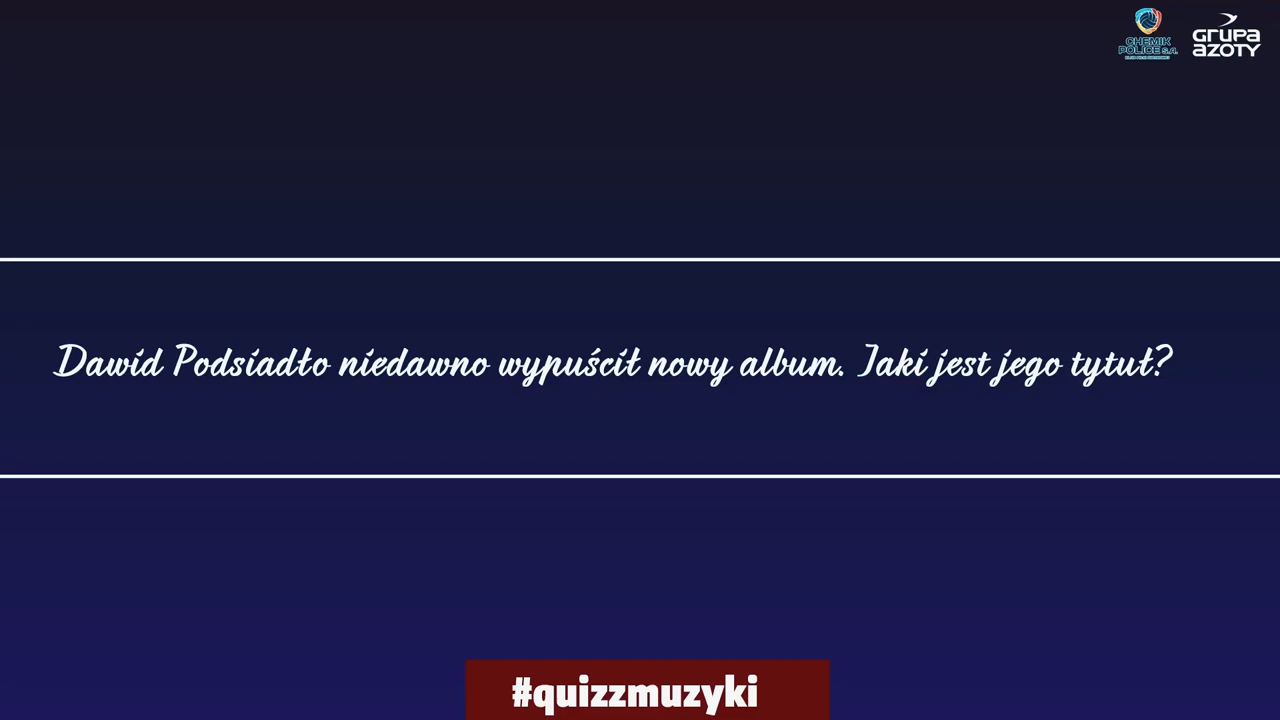 CHEMIK
POLICE S.A.
GRUPA
AZOTY
Dawid Podsiadło niedawno wypuścił nowy album. Jaki jest jego tytuł?
#quizzmuzyki